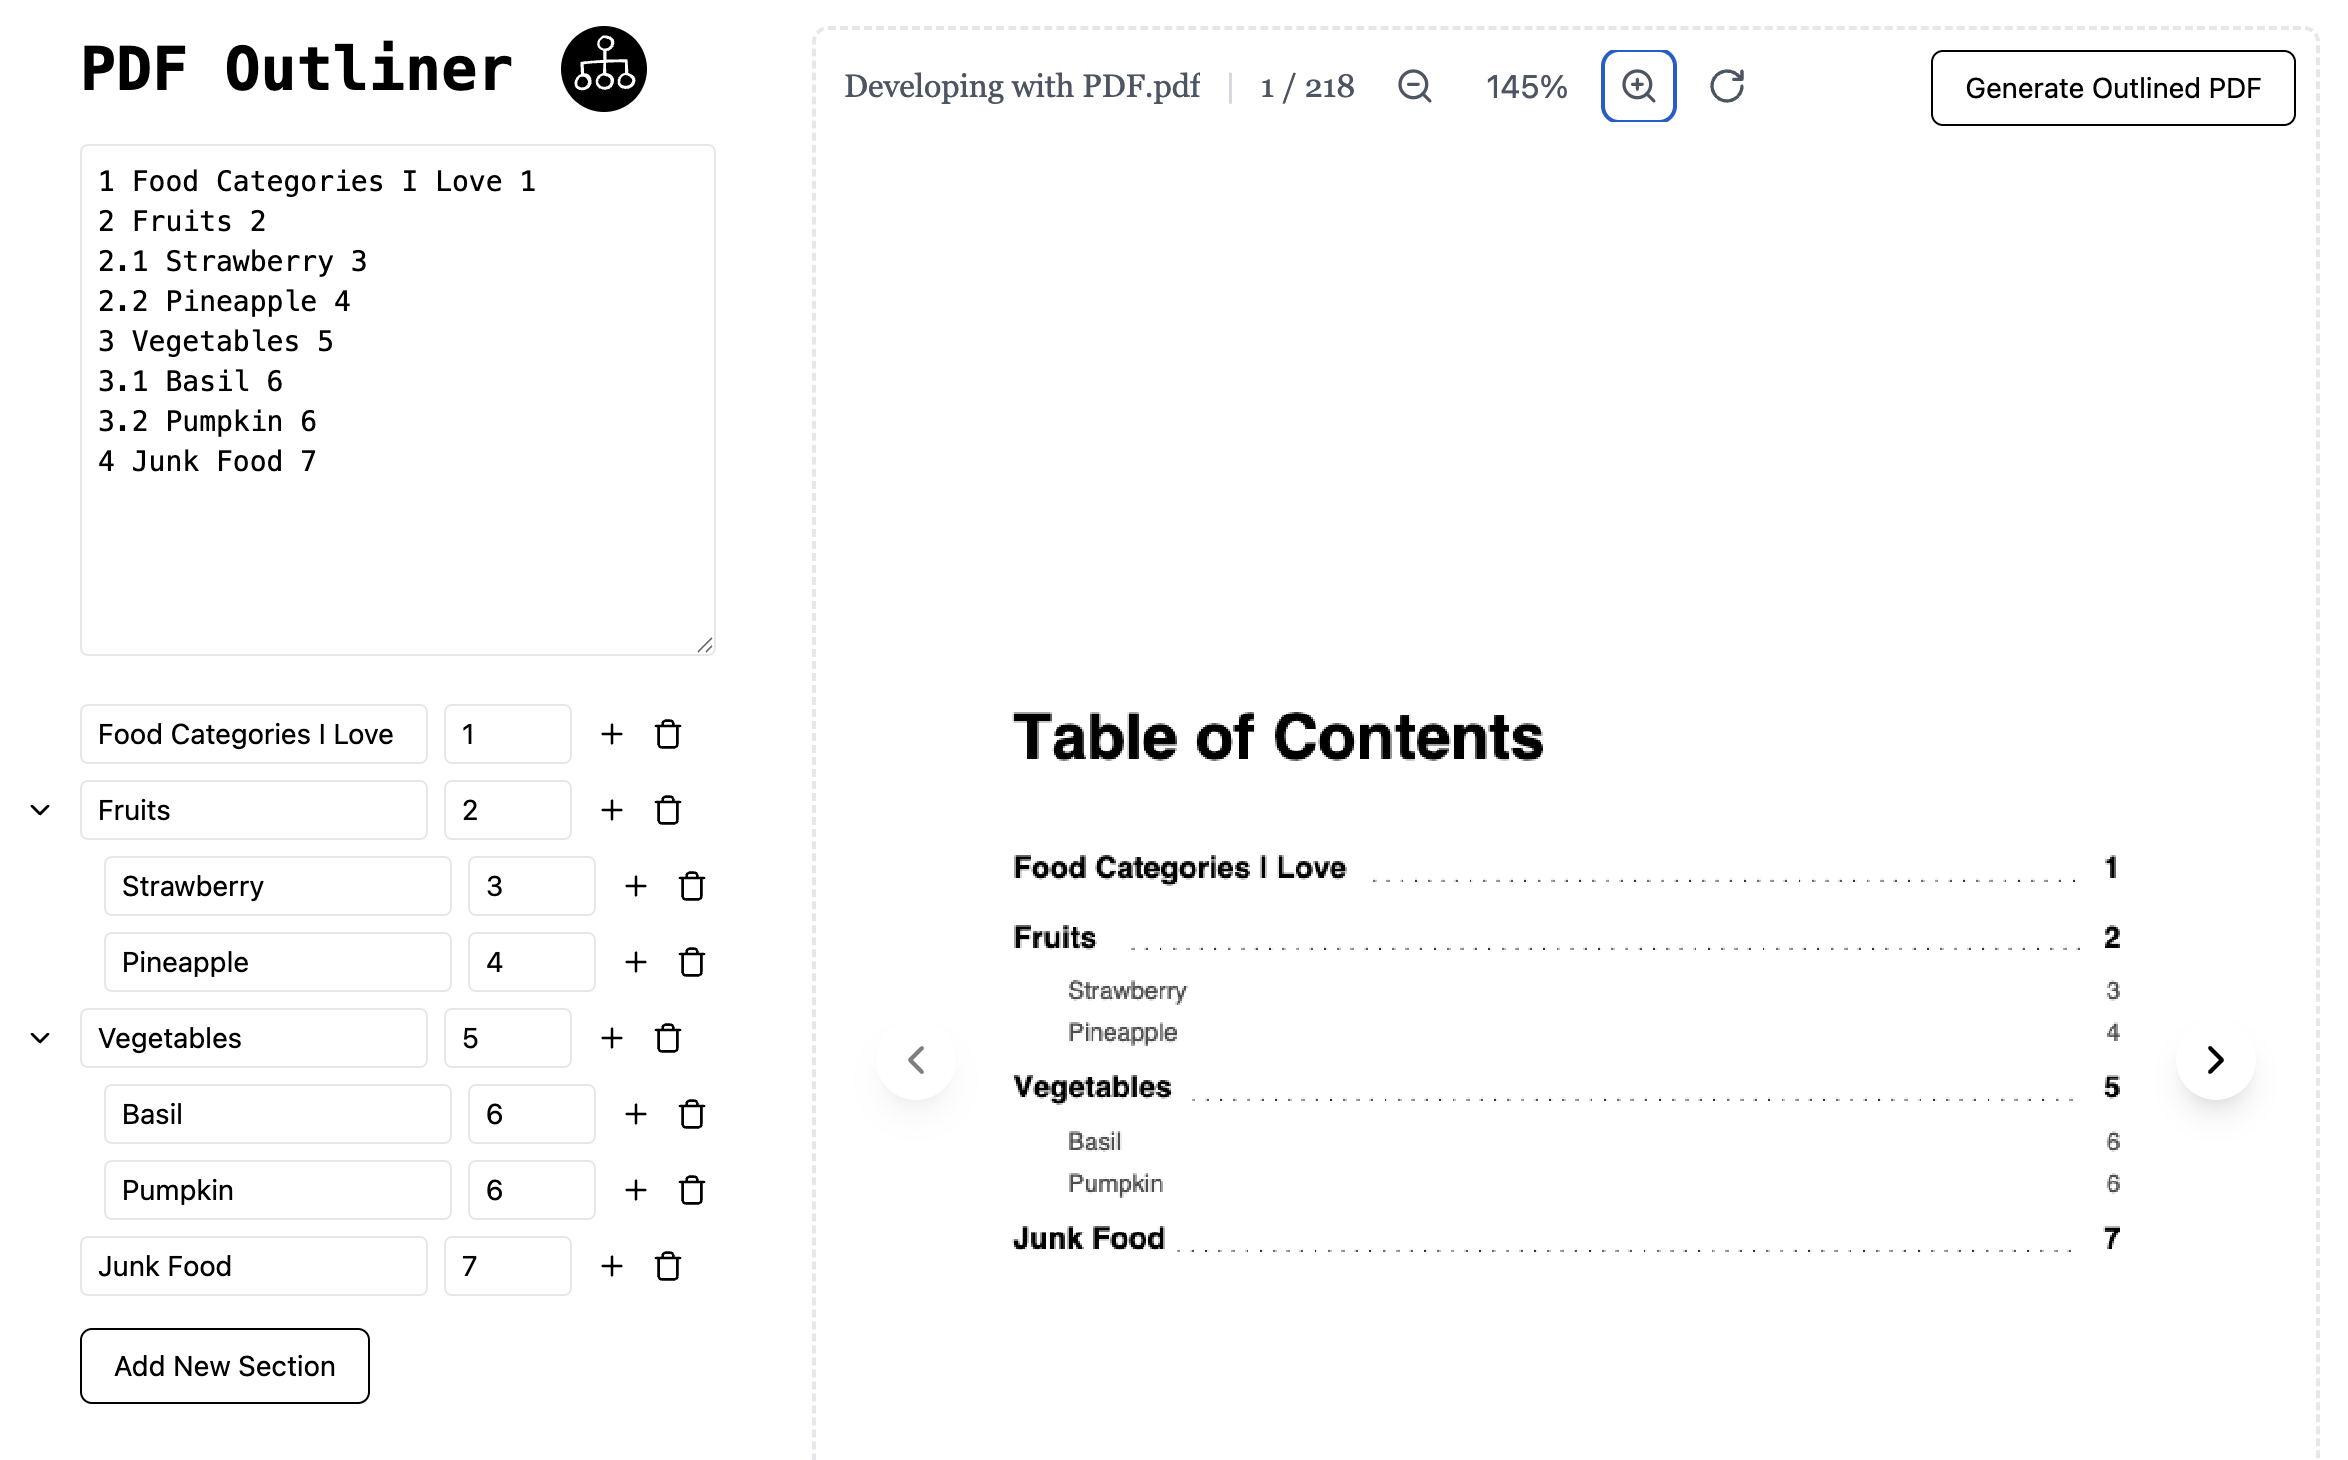 PDF Outliner
1 Food Categories I Love 1
2 Fruits 2
2.1 Strawberry 3
2.2 Pineapple 4
3 Vegetables 5
3.1 Basil 6
3.2 Pumpkin 6
4 Junk Food 7
Food Categories I Love 1
Fruits 2
Strawberry 3
Pineapple 4
Vegetables 5
Basil 6
Pumpkin 6
Junk Food 7
Add New Section
Developing with PDF.pdf | 1 / 218 145%
Generate Outlined PDF
Table of Contents
Food Categories I Love 1
Fruits 2
Strawberry 3
Pineapple 4
Vegetables 5
Basil 6
Pumpkin 6
Junk Food 7